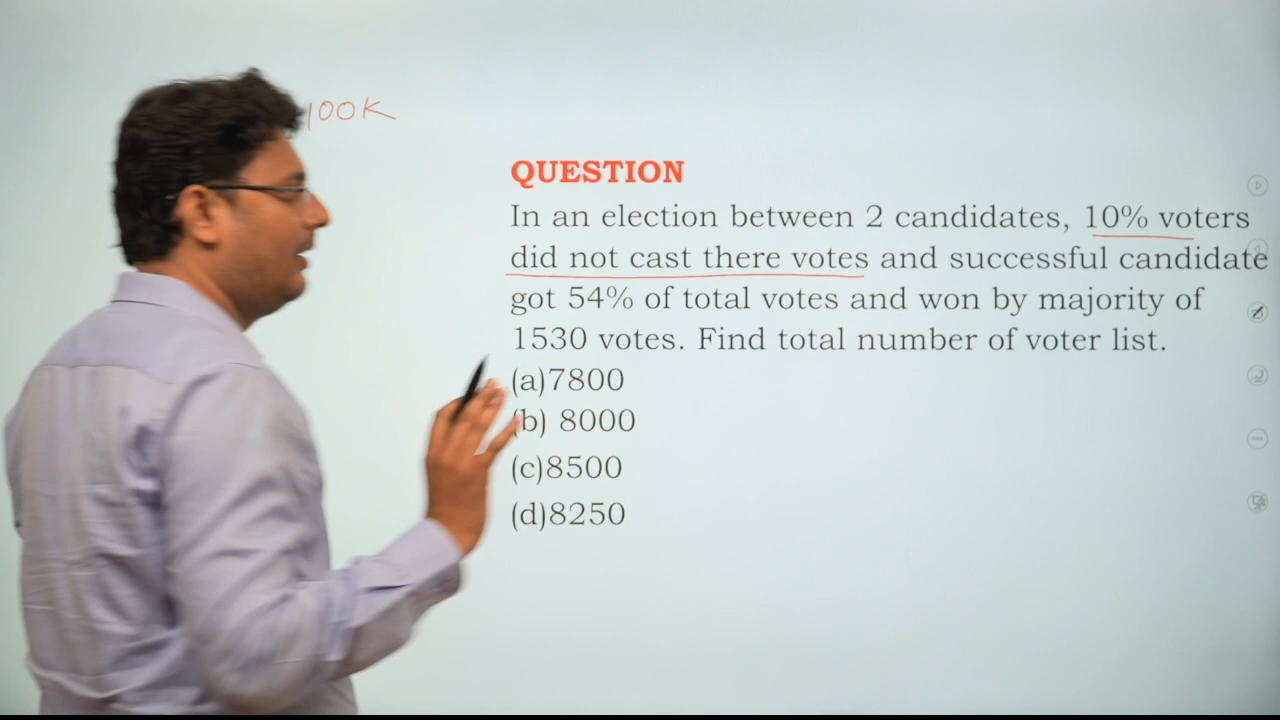 100K
QUESTION
In an election between 2 candidates, 10% voters
did not cast there votes and successful candidate
got 54% of total votes and won by majority of
1530 votes. Find total number of voter list.
(a)7800
(b) 8000
(c)8500
(d)8250